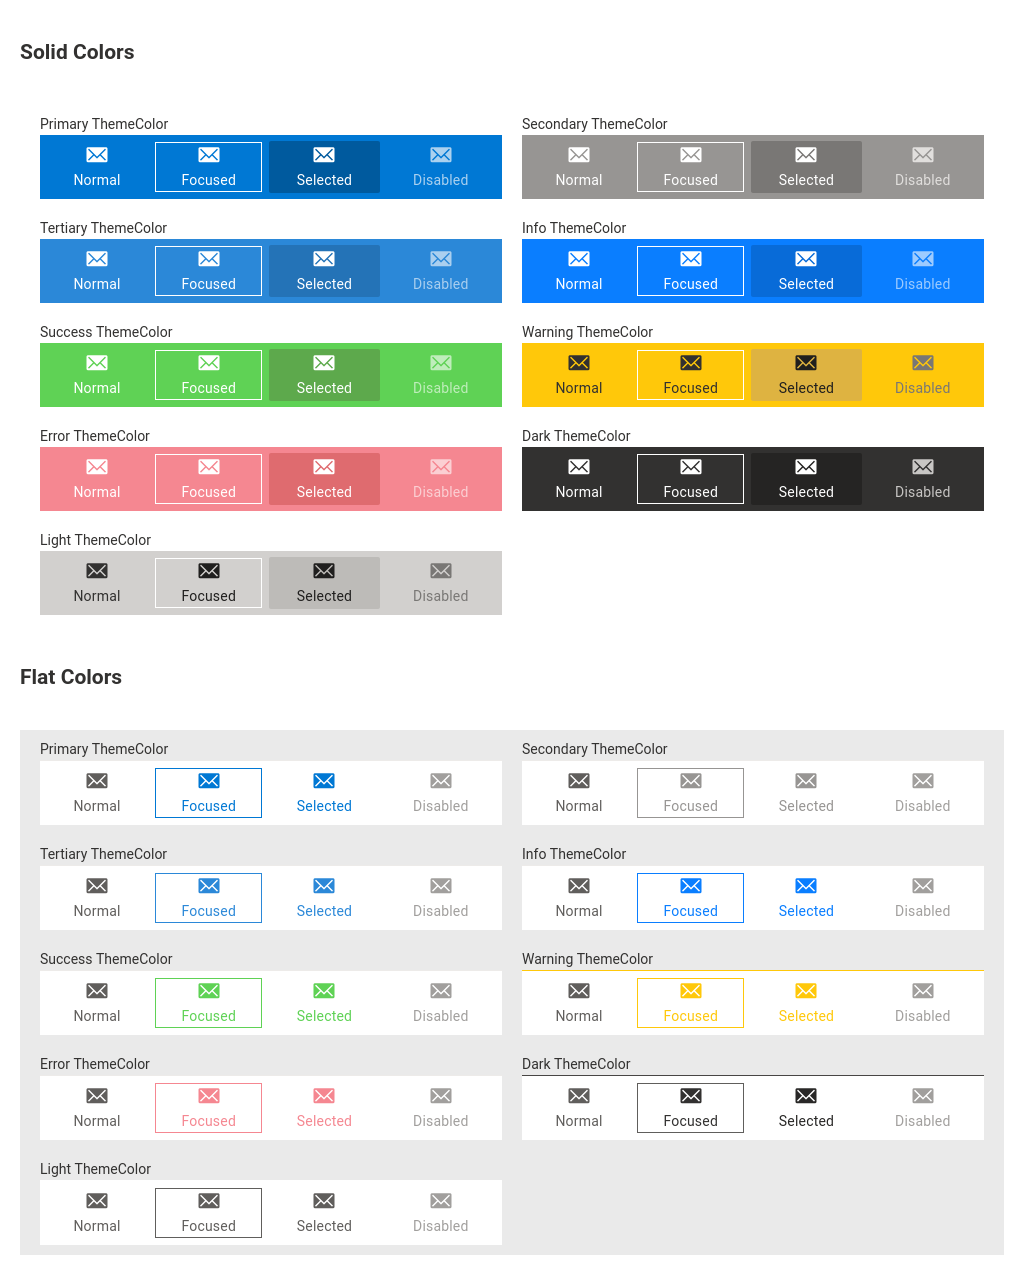 Solid Colors
Primary ThemeColor
Normal Focused Selected Disabled
Secondary ThemeColor
Normal Focused Selected Disabled
Tertiary ThemeColor
Normal Focused Selected Disabled
Info ThemeColor
Normal Focused Selected Disabled
Success ThemeColor
Normal Focused Selected Disabled
Warning ThemeColor
Normal Focused Selected Disabled
Error ThemeColor
Normal Focused Selected Disabled
Dark ThemeColor
Normal Focused Selected Disabled
Light ThemeColor
Normal Focused Selected Disabled
Flat Colors
Primary ThemeColor
Normal Focused Selected Disabled
Secondary ThemeColor
Normal Focused Selected Disabled
Tertiary ThemeColor
Normal Focused Selected Disabled
Info ThemeColor
Normal Focused Selected Disabled
Success ThemeColor
Normal Focused Selected Disabled
Warning ThemeColor
Normal Focused Selected Disabled
Error ThemeColor
Normal Focused Selected Disabled
Dark ThemeColor
Normal Focused Selected Disabled
Light ThemeColor
Normal Focused Selected Disabled